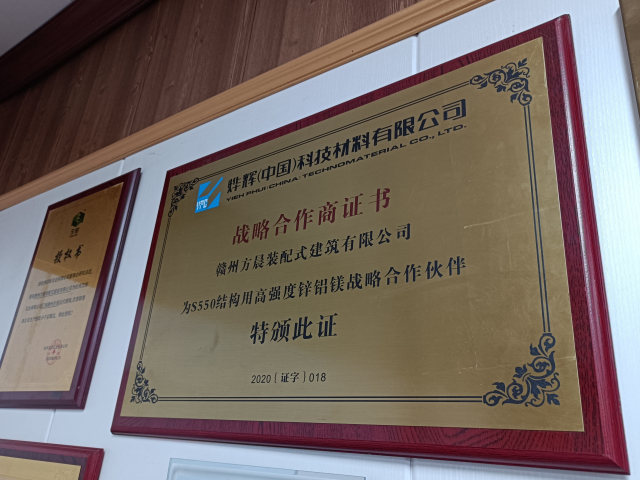 烨辉(中国)科技材料有限公司
YIEH PHUI(CHINA) TECHNOMATERIAL CO., LTD.
战略合作商证书
赣州方晨装配式建筑有限公司
为S550结构用高强度锌铝镁战略合作伙伴
特颁此证
2020（证字）018
授权书